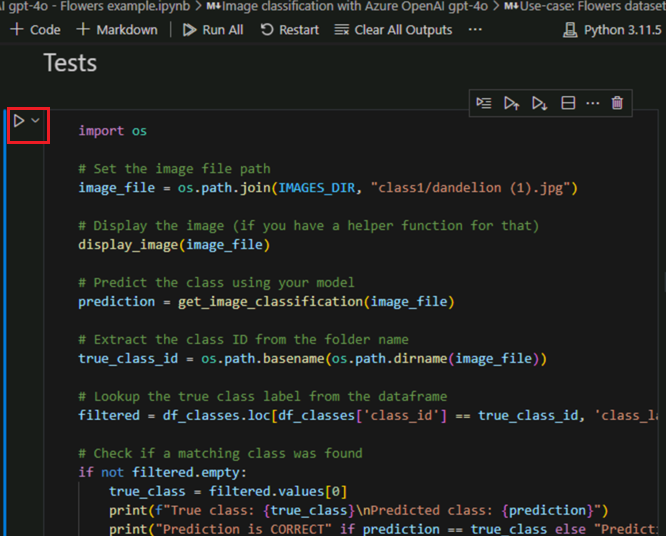 AI gpt-4o - Flowers example.ipynb > Image classification with Azure OpenAI gpt-4o > Use-case: Flowers dataset
+ Code + Markdown | Run All Restart Clear All Outputs ··· Python 3.11.5
Tests
import os
# Set the image file path
image_file = os.path.join(IMAGES_DIR, "class1/dandelion (1).jpg")
# Display the image (if you have a helper function for that)
display_image(image_file)
# Predict the class using your model
prediction = get_image_classification(image_file)
# Extract the class ID from the folder name
true_class_id = os.path.basename(os.path.dirname(image_file))
# Lookup the true class label from the dataframe
filtered = df_classes.loc[df_classes['class_id'] == true_class_id, 'class_la
# Check if a matching class was found
if not filtered.empty:
    true_class = filtered.values[0]
    print(f"True class: {true_class}\nPredicted class: {prediction}")
    print("Prediction is CORRECT" if prediction == true_class else "Predicti